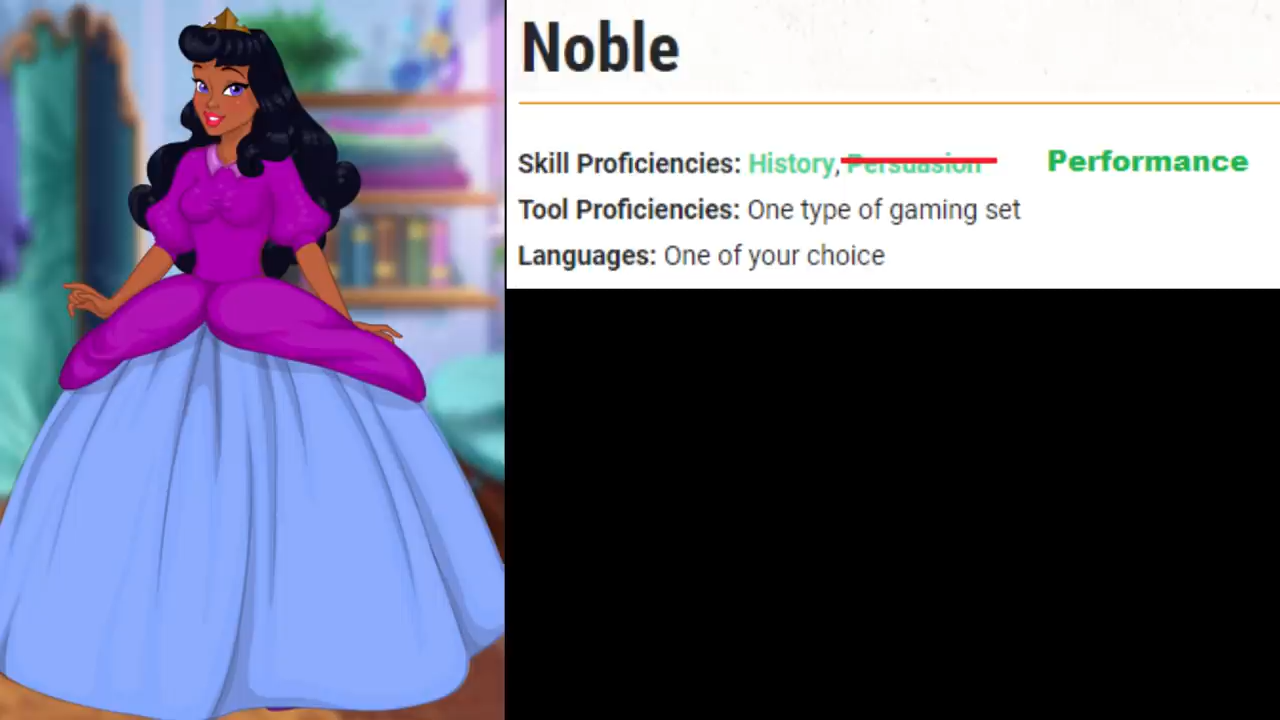 Noble
Skill Proficiencies: History, Persuasion Performance
Tool Proficiencies: One type of gaming set
Languages: One of your choice